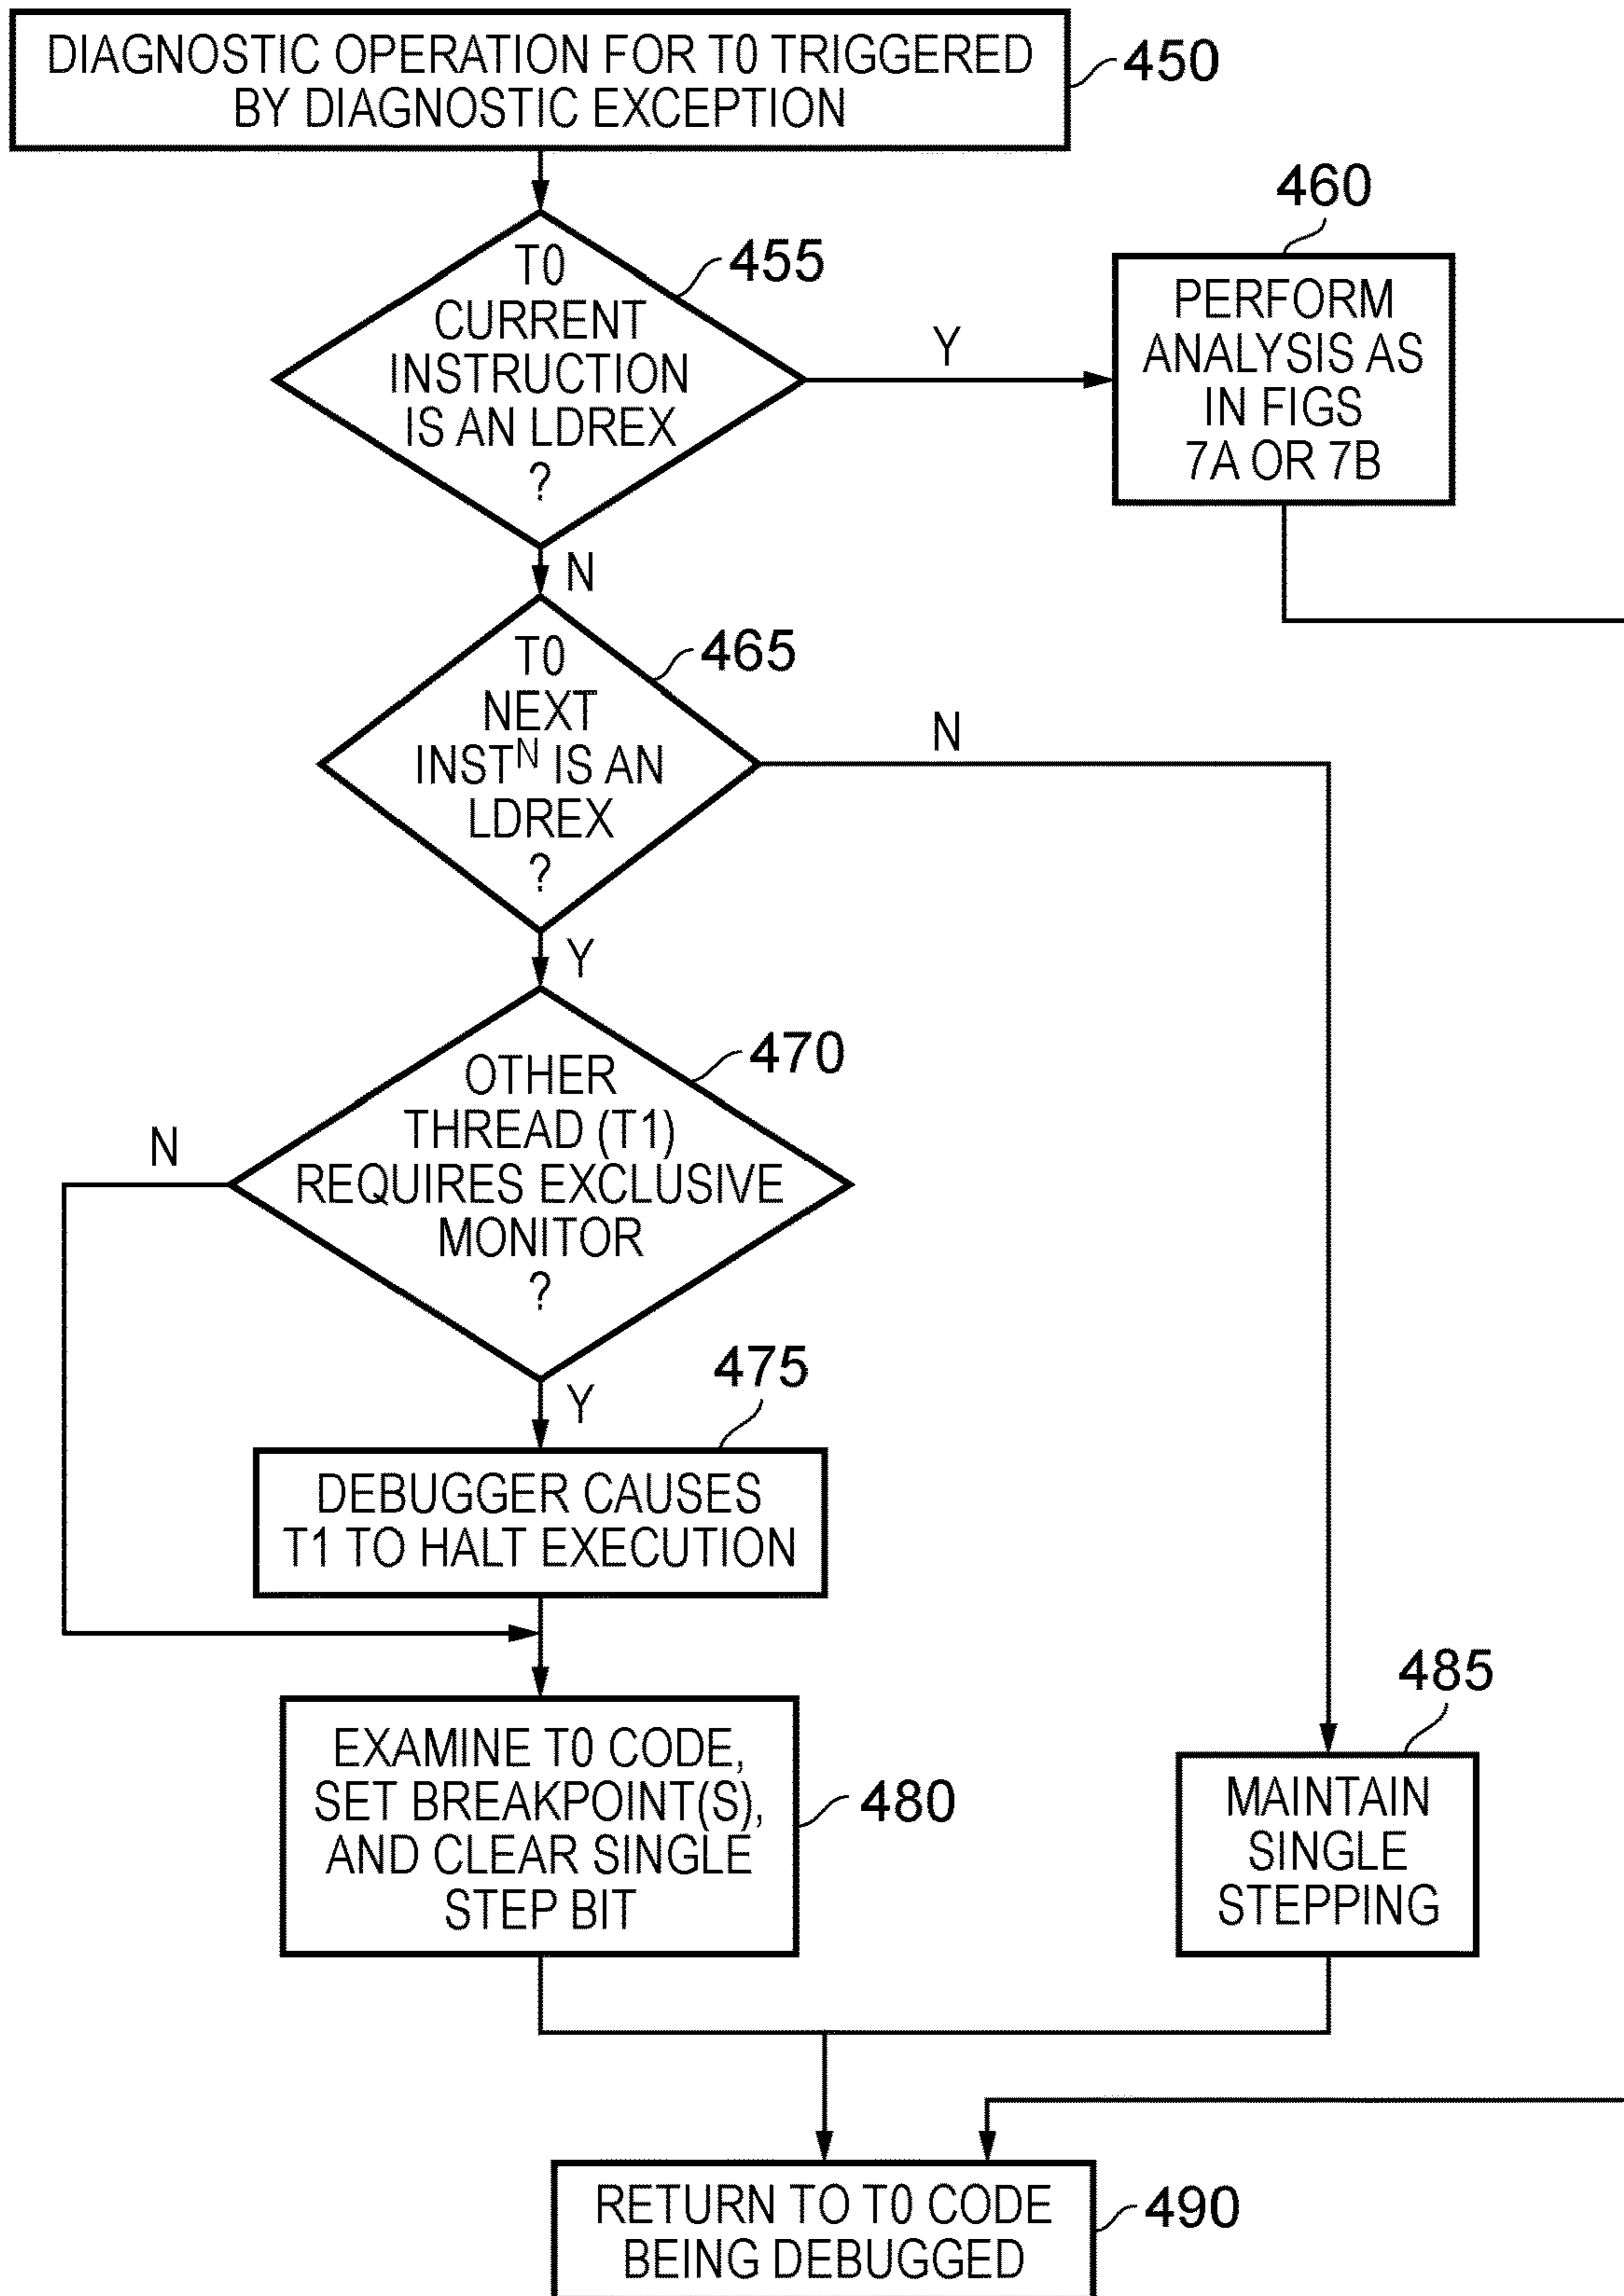 DIAGNOSTIC OPERATION FOR T0 TRIGGERED
BY DIAGNOSTIC EXCEPTION
450
T0
CURRENT
INSTRUCTION
IS AN LDREX
?
455
Y
460
PERFORM
ANALYSIS AS
IN FIGS
7A OR 7B
N
T0
NEXT
INSTᴺ IS AN
LDREX
?
465
N
Y
OTHER
THREAD (T1)
REQUIRES EXCLUSIVE
MONITOR
?
470
N
Y
475
DEBUGGER CAUSES
T1 TO HALT EXECUTION
EXAMINE T0 CODE,
SET BREAKPOINT(S),
AND CLEAR SINGLE
STEP BIT
480
485
MAINTAIN
SINGLE
STEPPING
RETURN TO T0 CODE
BEING DEBUGGED
490